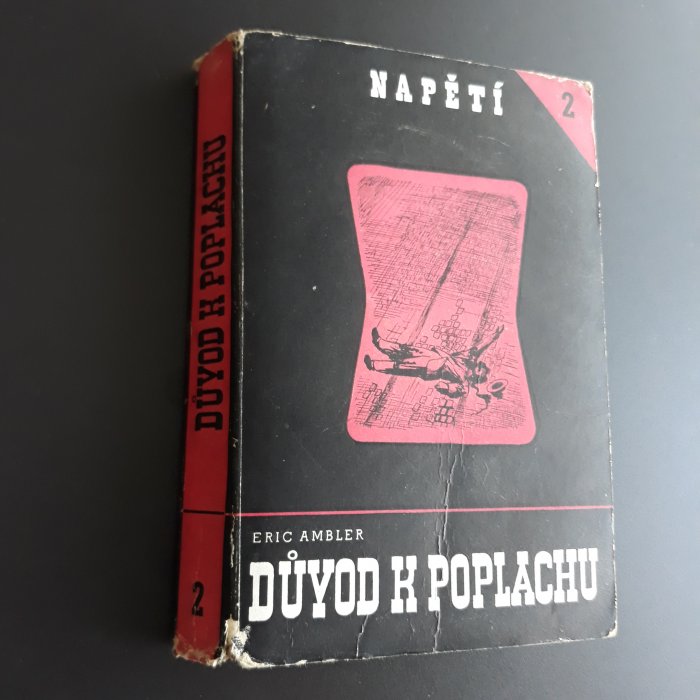 DŮVOD K POPLACHU
2
NAPĚTÍ
2
ERIC AMBLER
DŮVOD K POPLACHU